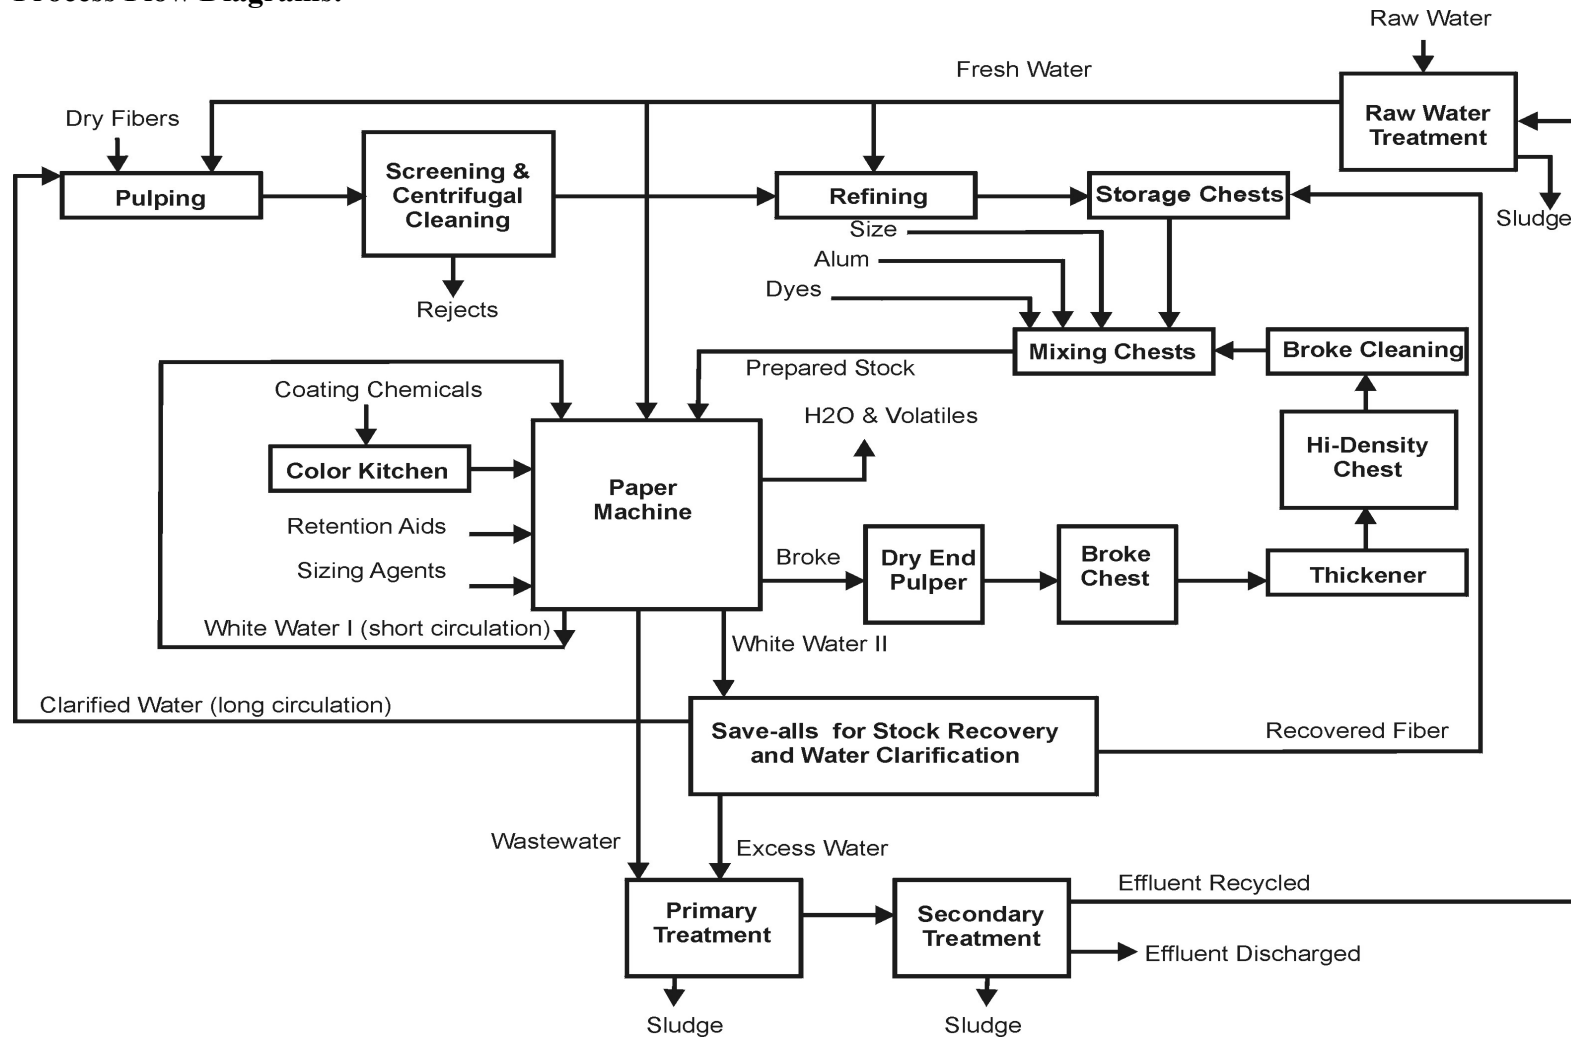 Process Flow Diagrams:
Raw Water
Fresh Water
Dry Fibers
Raw Water
Treatment
Screening &
Centrifugal
Cleaning
Pulping
Refining
Storage Chests
Sludge
Size
Alum
Dyes
Rejects
Mixing Chests
Broke Cleaning
Prepared Stock
Coating Chemicals
H2O & Volatiles
Color Kitchen
Paper
Machine
Hi-Density
Chest
Retention Aids
Sizing Agents
Broke
Dry End
Pulper
Broke
Chest
Thickener
White Water I (short circulation)
White Water II
Clarified Water (long circulation)
Save-alls for Stock Recovery
and Water Clarification
Recovered Fiber
Wastewater
Excess Water
Primary
Treatment
Secondary
Treatment
Effluent Recycled
Effluent Discharged
Sludge
Sludge